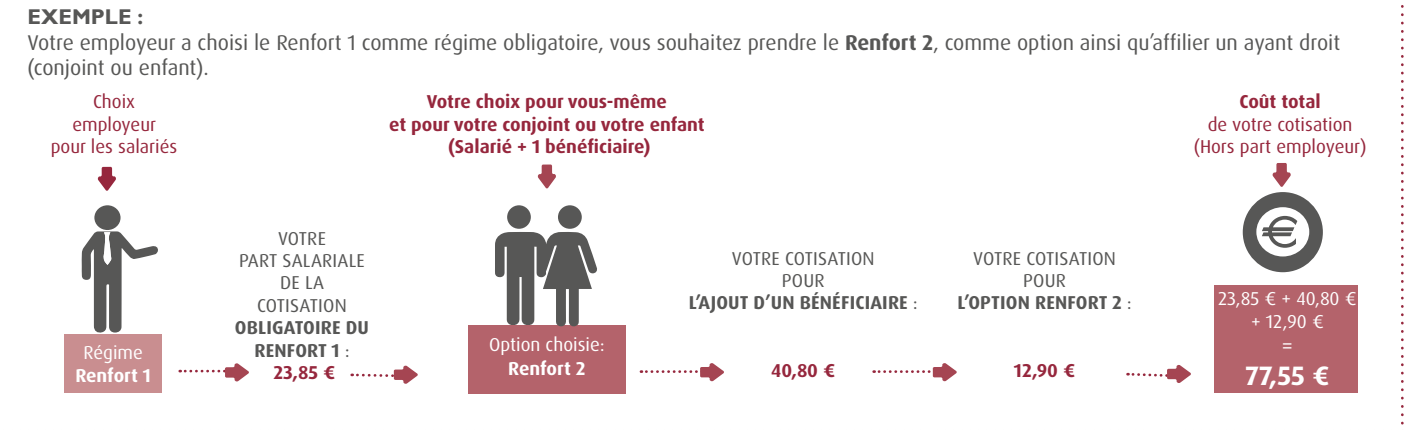 EXEMPLE :
Votre employeur a choisi le Renfort 1 comme régime obligatoire, vous souhaitez prendre le Renfort 2, comme option ainsi qu'affilier un ayant droit
(conjoint ou enfant).
Choix
employeur
pour les salariés
Régime
Renfort 1
VOTRE
PART SALARIALE
DE LA
COTISATION
OBLIGATOIRE DU
RENFORT 1 :
23,85 €
Votre choix pour vous-même
et pour votre conjoint ou votre enfant
(Salarié + 1 bénéficiaire)
Option choisie:
Renfort 2
VOTRE COTISATION
POUR
L'AJOUT D'UN BÉNÉFICIAIRE :
40,80 €
VOTRE COTISATION
POUR
L'OPTION RENFORT 2 :
12,90 €
Coût total
de votre cotisation
(Hors part employeur)
€
23,85 € + 40,80 €
+ 12,90 €
=
77,55 €